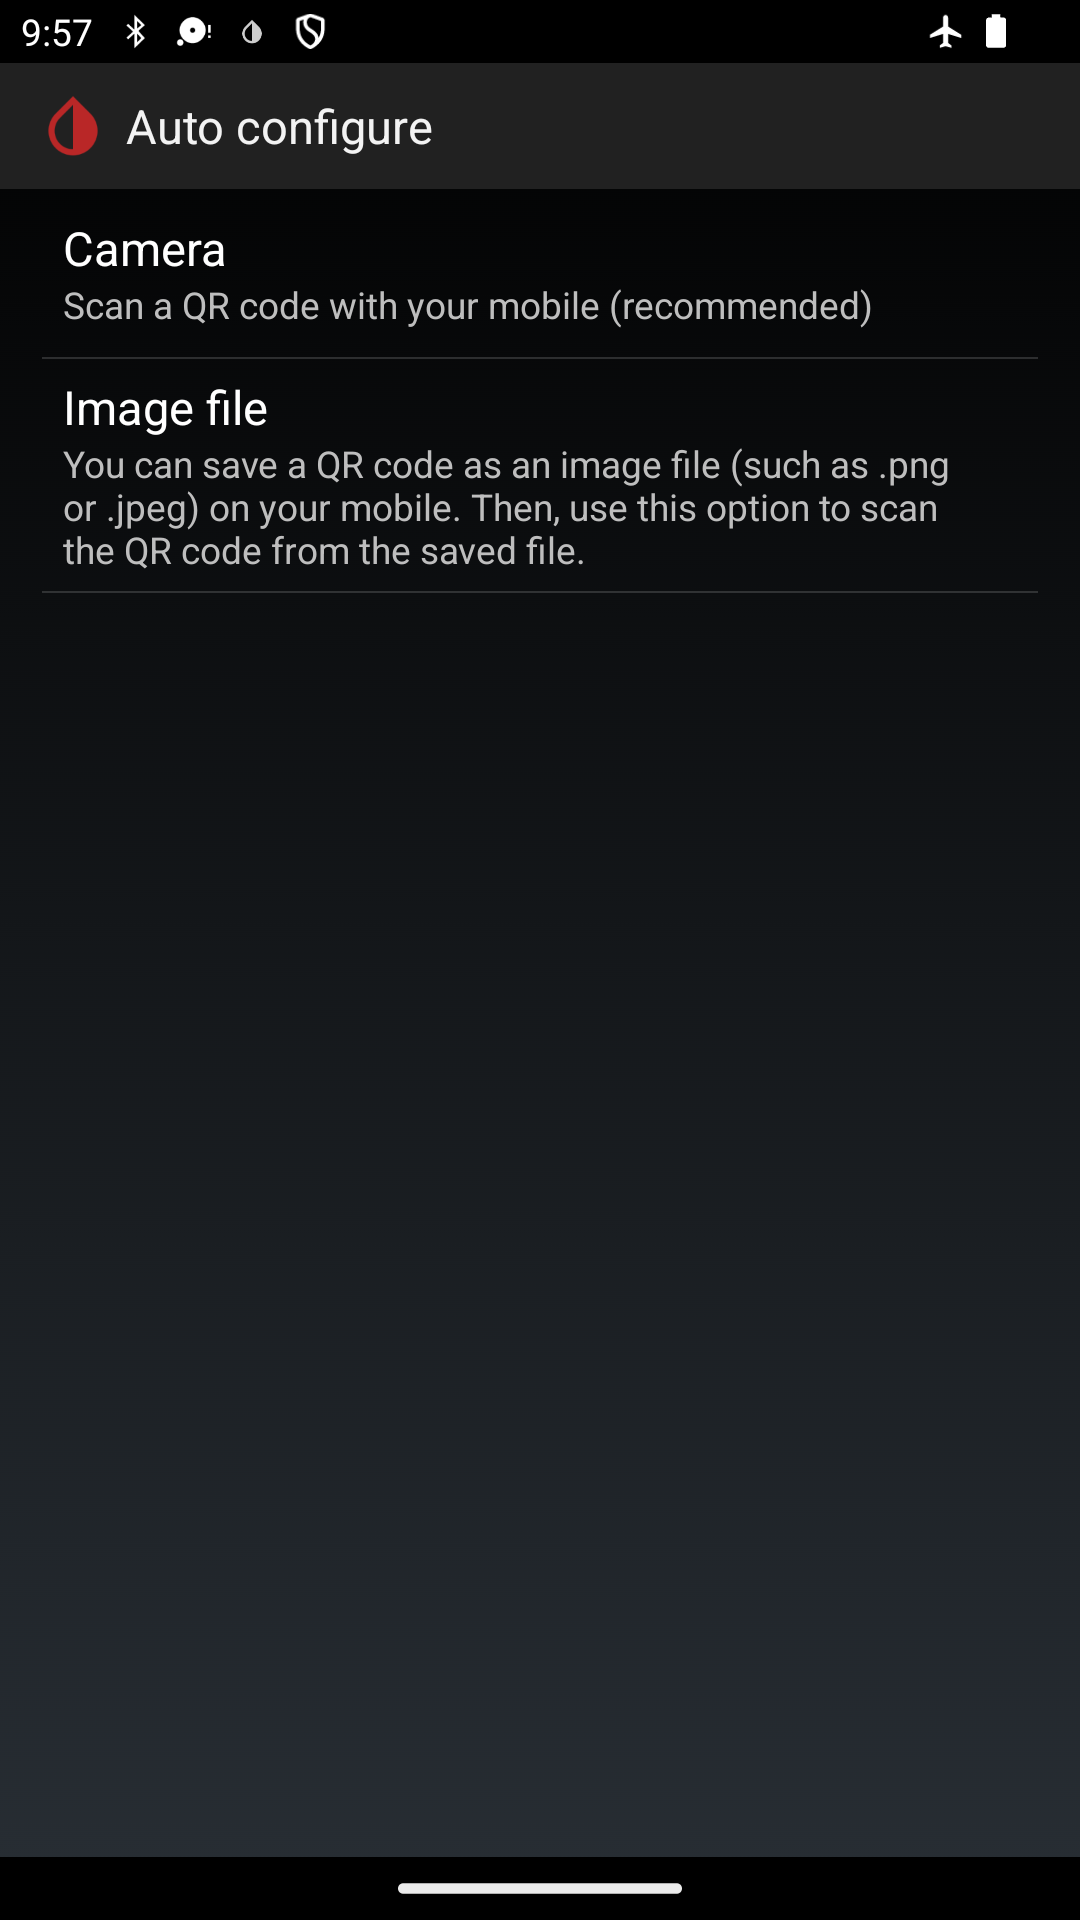 9:57
Auto configure
Camera
Scan a QR code with your mobile (recommended)
Image file
You can save a QR code as an image file (such as .png
or .jpeg) on your mobile. Then, use this option to scan
the QR code from the saved file.